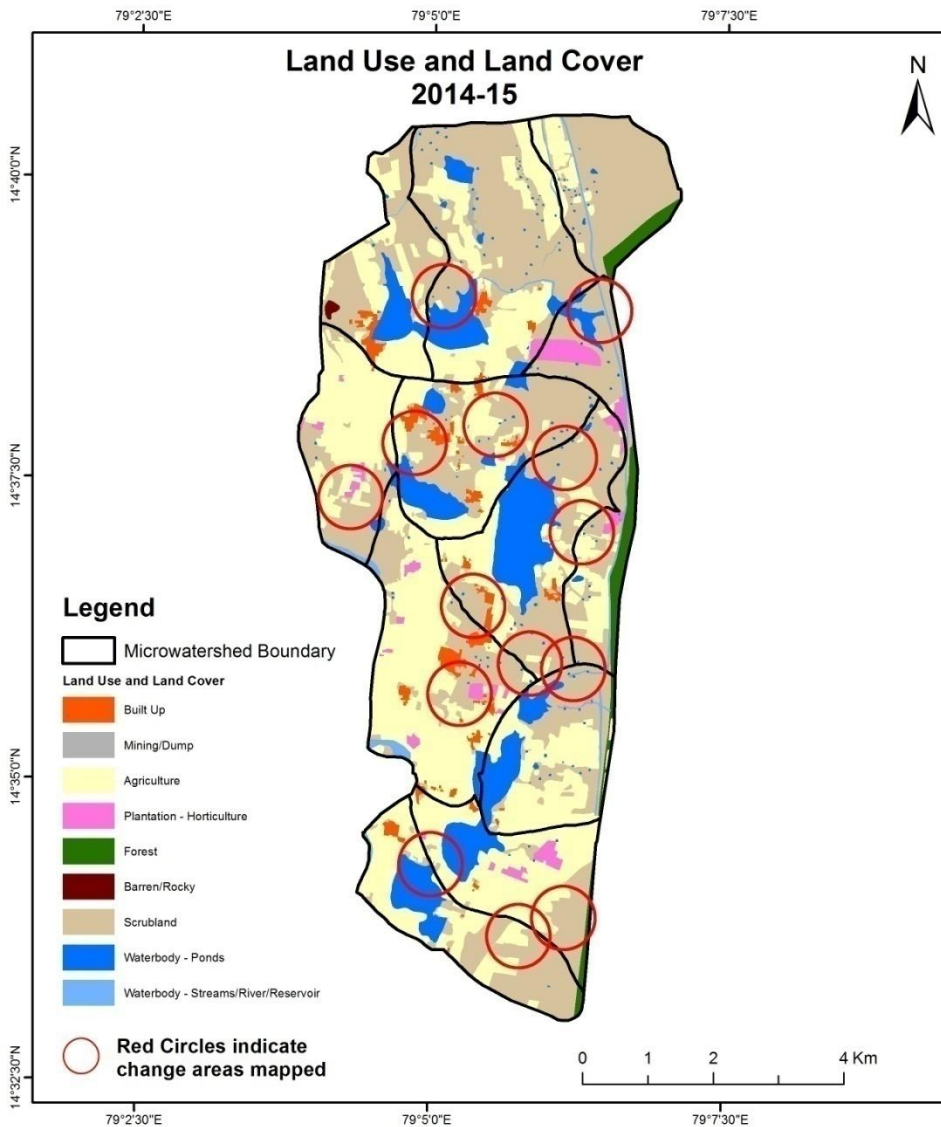 79°2'30"E 79°5'0"E 79°7'30"E
Land Use and Land Cover
2014-15
N
14°40'0"N
14°37'30"N
14°35'0"N
14°32'30"N
Legend
Microwatershed Boundary
Land Use and Land Cover
Built Up
Mining/Dump
Agriculture
Plantation - Horticulture
Forest
Barren/Rocky
Scrubland
Waterbody - Ponds
Waterbody - Streams/River/Reservoir
Red Circles indicate
change areas mapped
0 1 2 4 Km
79°2'30"E 79°5'0"E 79°7'30"E